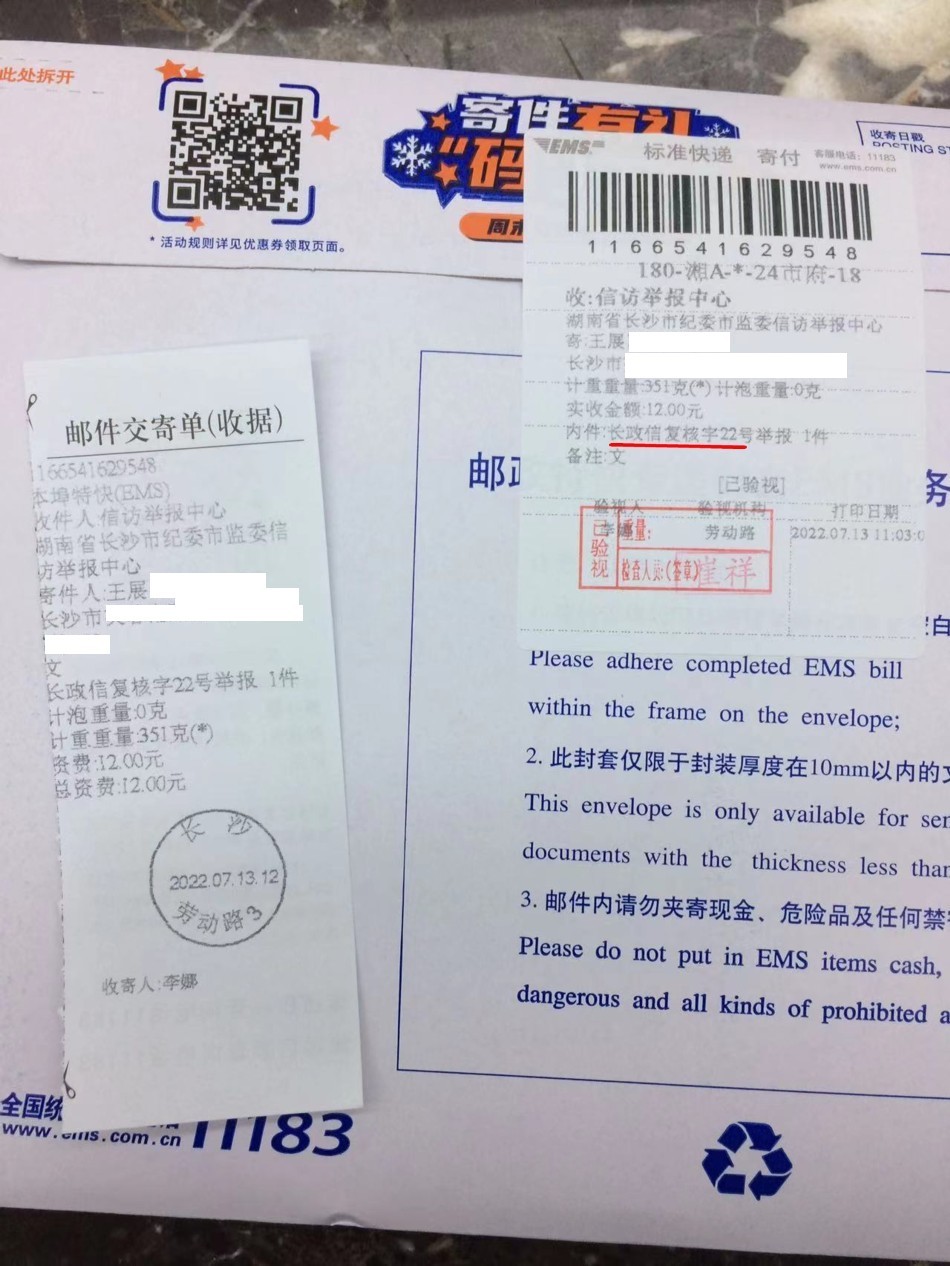 此处拆开
寄件有礼
"码
周末
* 活动规则详见优惠券领取页面。
收寄日戳
POSTING ST
EMS 标准快递 寄付 客服电话：11183
www.ems.com.cn
1166541629548
180-湘A-*-24市府-18
收:信访举报中心
湖南省长沙市纪委市监委信访举报中心
寄:王展
长沙市
计重重量:351克(*) 计泡重量:0克
实收金额:12.00元
内件:长政信复核字22号举报 1件
备注:文
[已验视]
验视人 验视机构 打印日期
李娜 劳动路 2022.07.13 11:03:0
已验视
重量:
检查人员:(签章)崔祥
邮件交寄单(收据)
1166541629548
本埠特快(EMS)
收件人:信访举报中心
湖南省长沙市纪委市监委信
访举报中心
寄件人:王展
长沙市
文
长政信复核字22号举报 1件
计泡重量:0克
计重重量:351克(*)
资费:12.00元
总资费:12.00元
长沙
2022.07.13.12
劳动路3
收寄人:李娜
邮政
务
Please adhere completed EMS bill
within the frame on the envelope;
2. 此封套仅限于封装厚度在10mm以内的文
This envelope is only available for sen
documents with the thickness less than
3. 邮件内请勿夹寄现金、危险品及任何禁寄
Please do not put in EMS items cash,
dangerous and all kinds of prohibited a
全国统
www.ems.com.cn 11183